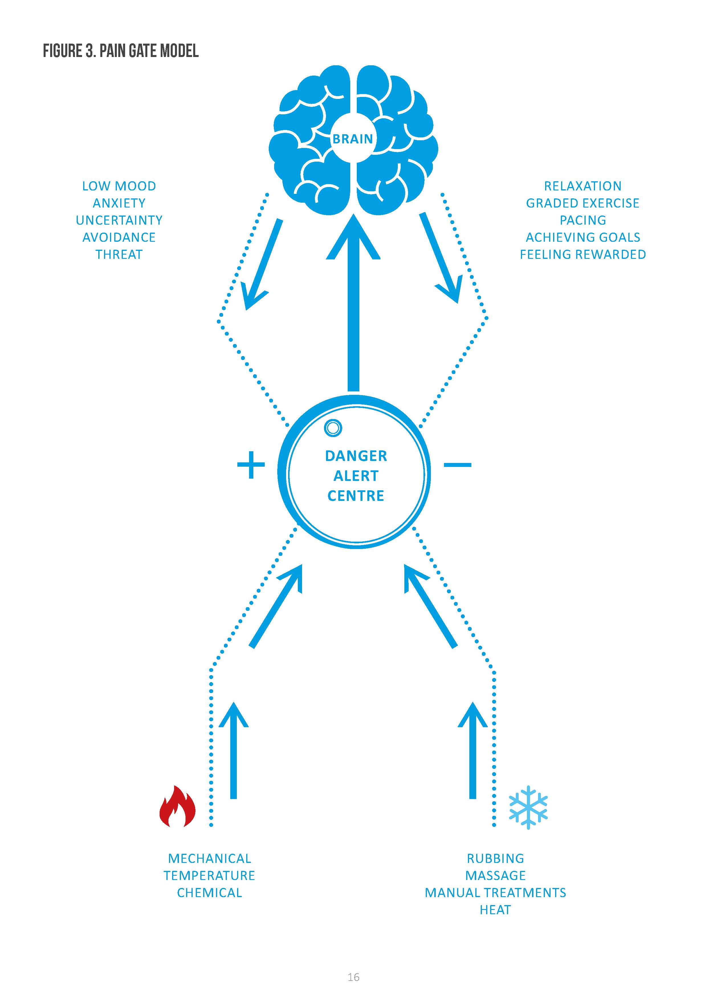 FIGURE 3. PAIN GATE MODEL
BRAIN
LOW MOOD
ANXIETY
UNCERTAINTY
AVOIDANCE
THREAT
RELAXATION
GRADED EXERCISE
PACING
ACHIEVING GOALS
FEELING REWARDED
+
DANGER
ALERT
CENTRE
−
MECHANICAL
TEMPERATURE
CHEMICAL
RUBBING
MASSAGE
MANUAL TREATMENTS
HEAT
16